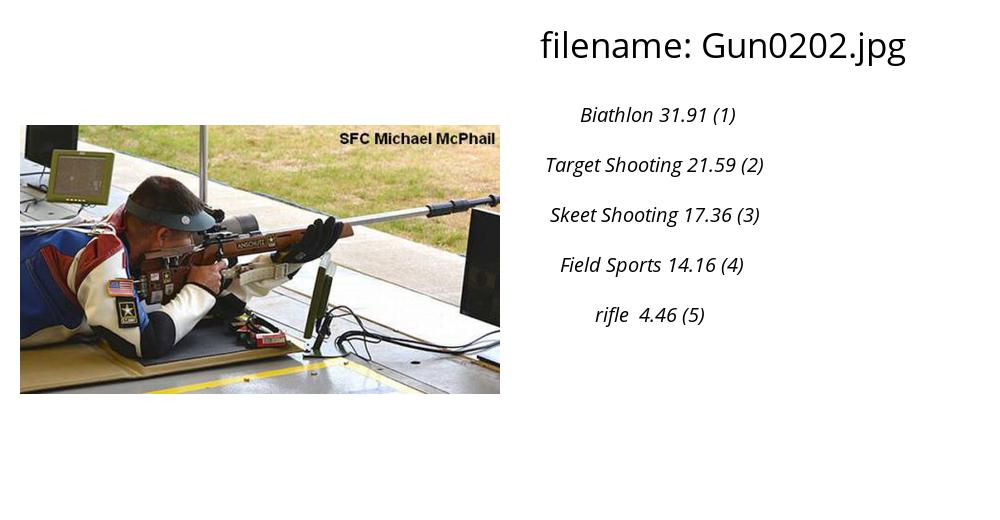 filename: Gun0202.jpg
SFC Michael McPhail
Biathlon 31.91 (1)
Target Shooting 21.59 (2)
Skeet Shooting 17.36 (3)
Field Sports 14.16 (4)
rifle  4.46 (5)
ANSCHÜTZ